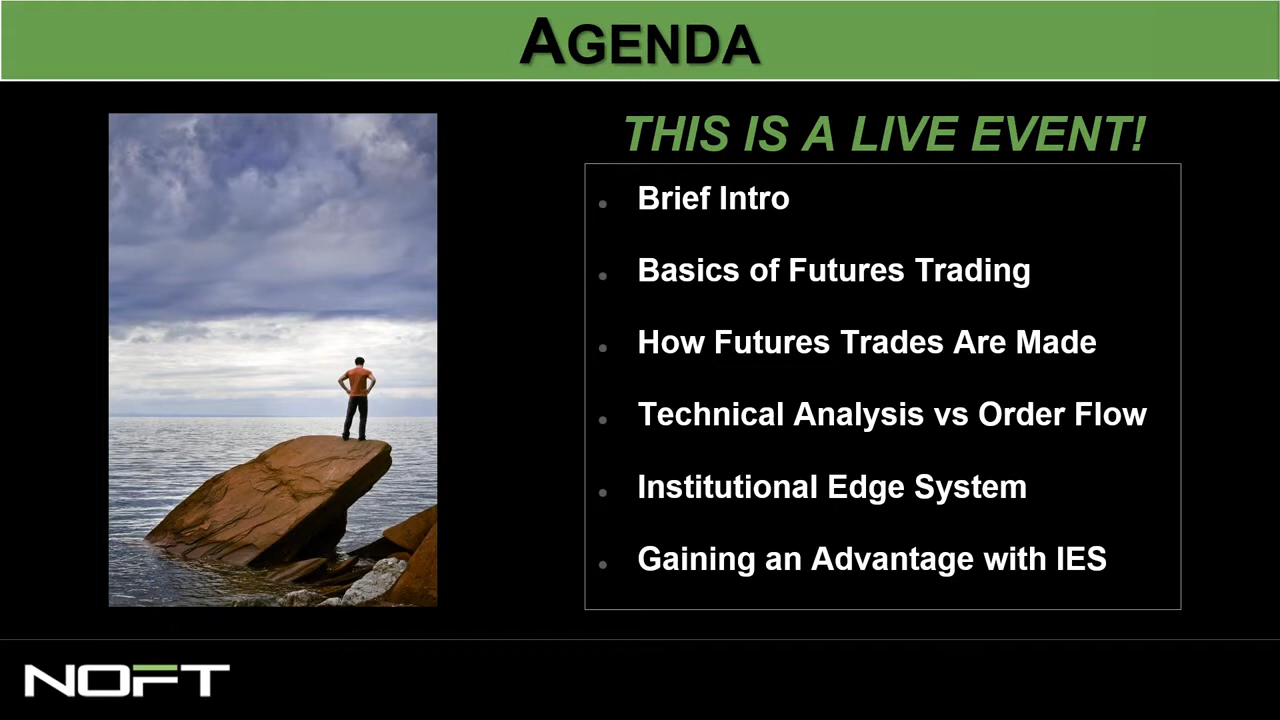 AGENDA
THIS IS A LIVE EVENT!
Brief Intro
Basics of Futures Trading
How Futures Trades Are Made
Technical Analysis vs Order Flow
Institutional Edge System
Gaining an Advantage with IES
NOFT